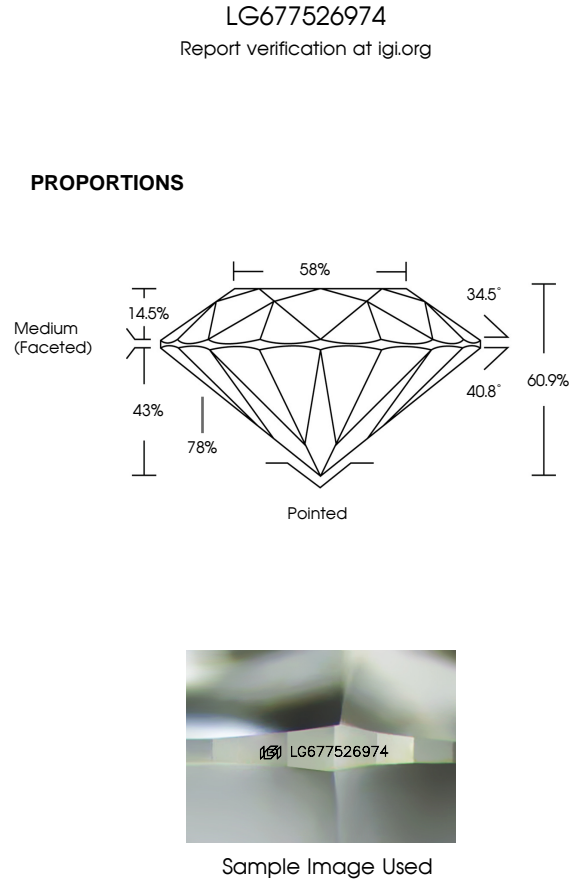 LG677526974
Report verification at igi.org
PROPORTIONS
58%
14.5%
34.5°
Medium
(Faceted)
60.9%
40.8°
43%
78%
Pointed
IGI LG677526974
Sample Image Used